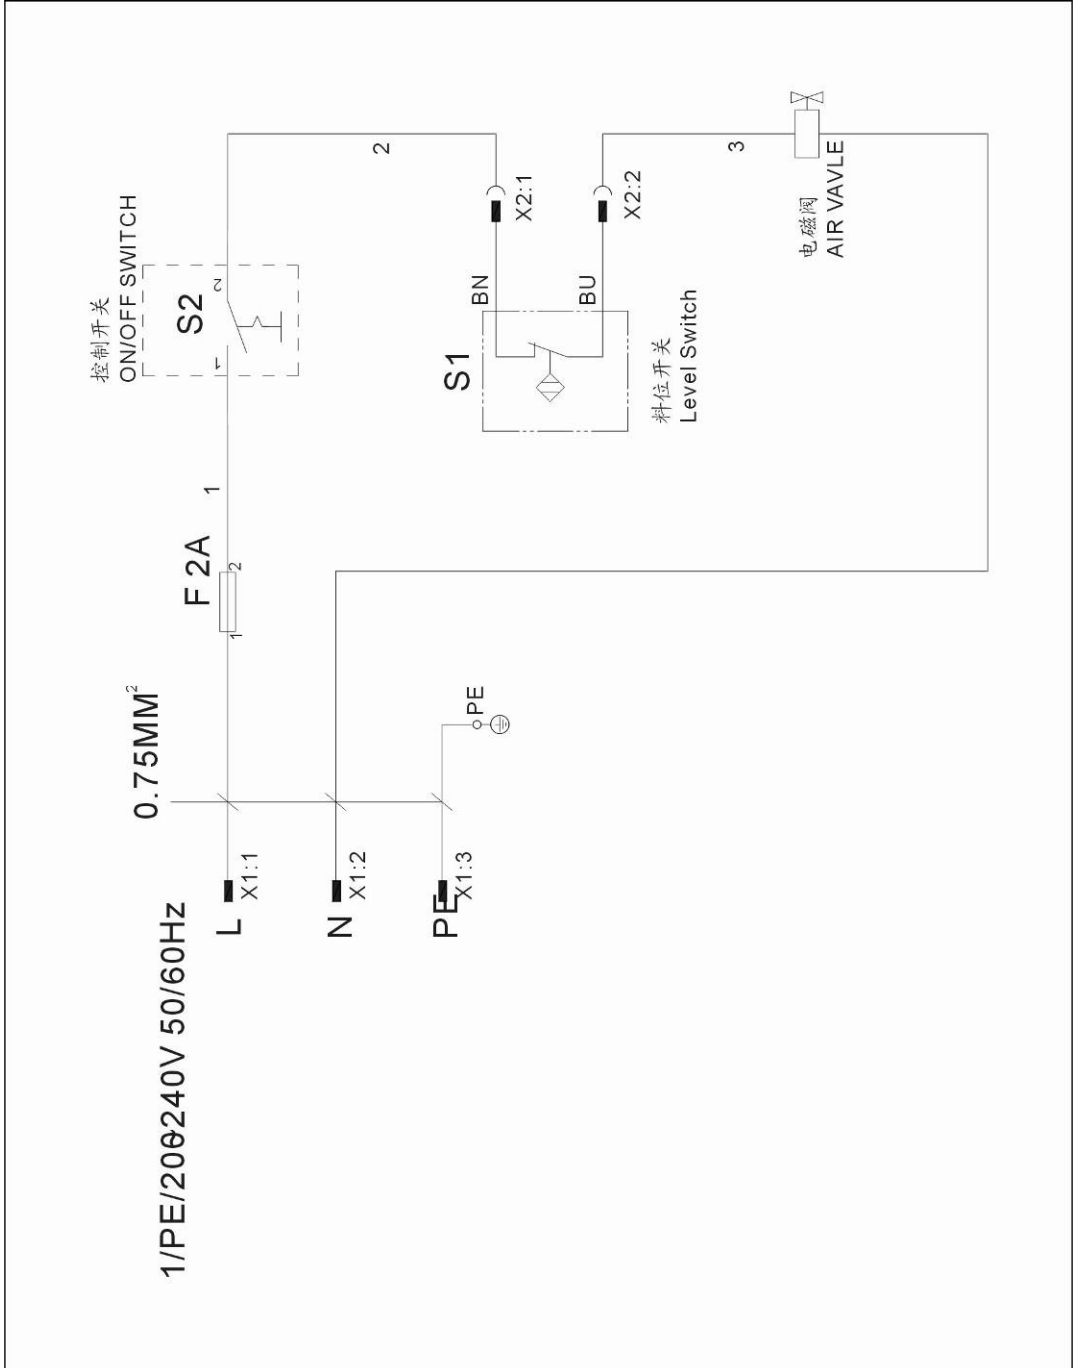 控制开关
ON/OFF SWITCH
0.75MM²
1/PE/200~240V 50/60Hz
S2
F 2A
1
1
2
L
1
2
X1:1
N
X1:2
2
PE
S1
X1:3
PE
BN
X2:1
BU
X2:2
料位开关
Level Switch
3
电磁阀
AIR VAVLE